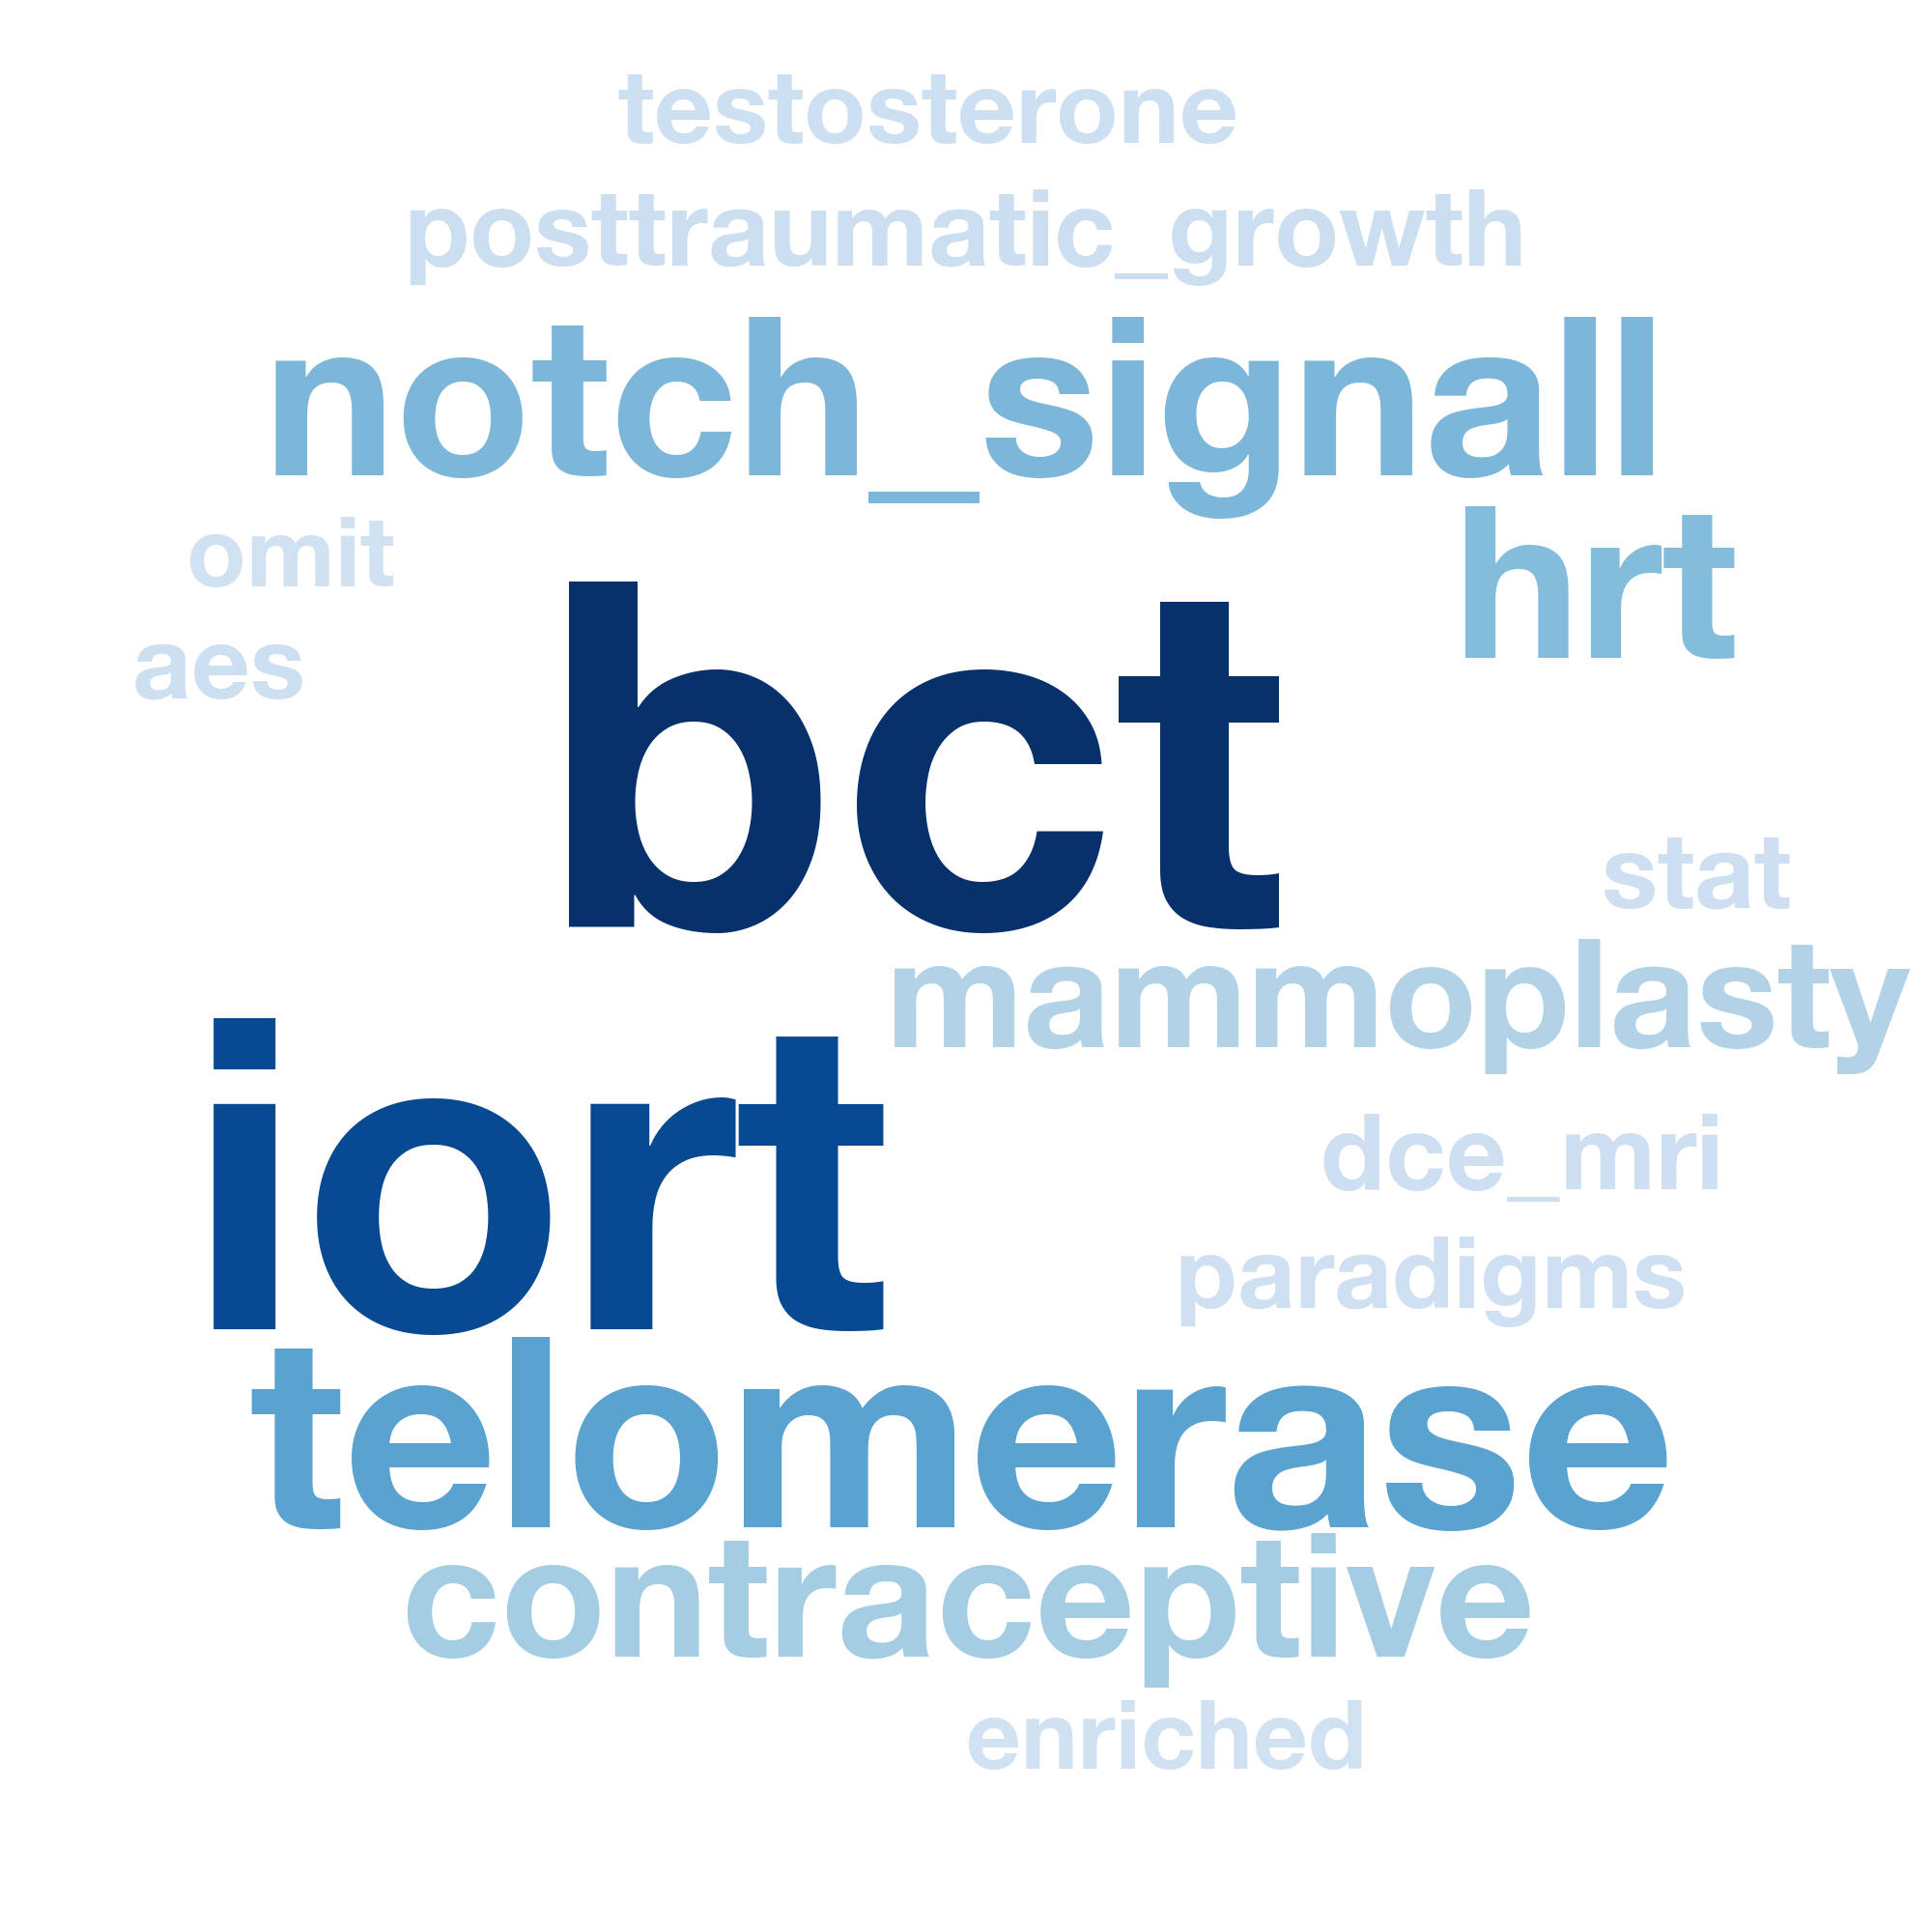 testosterone
posttraumatic_growth
notch_signall
omit
hrt
aes
bct
stat
mammoplasty
iort
dce_mri
paradigms
telomerase
contraceptive
enriched